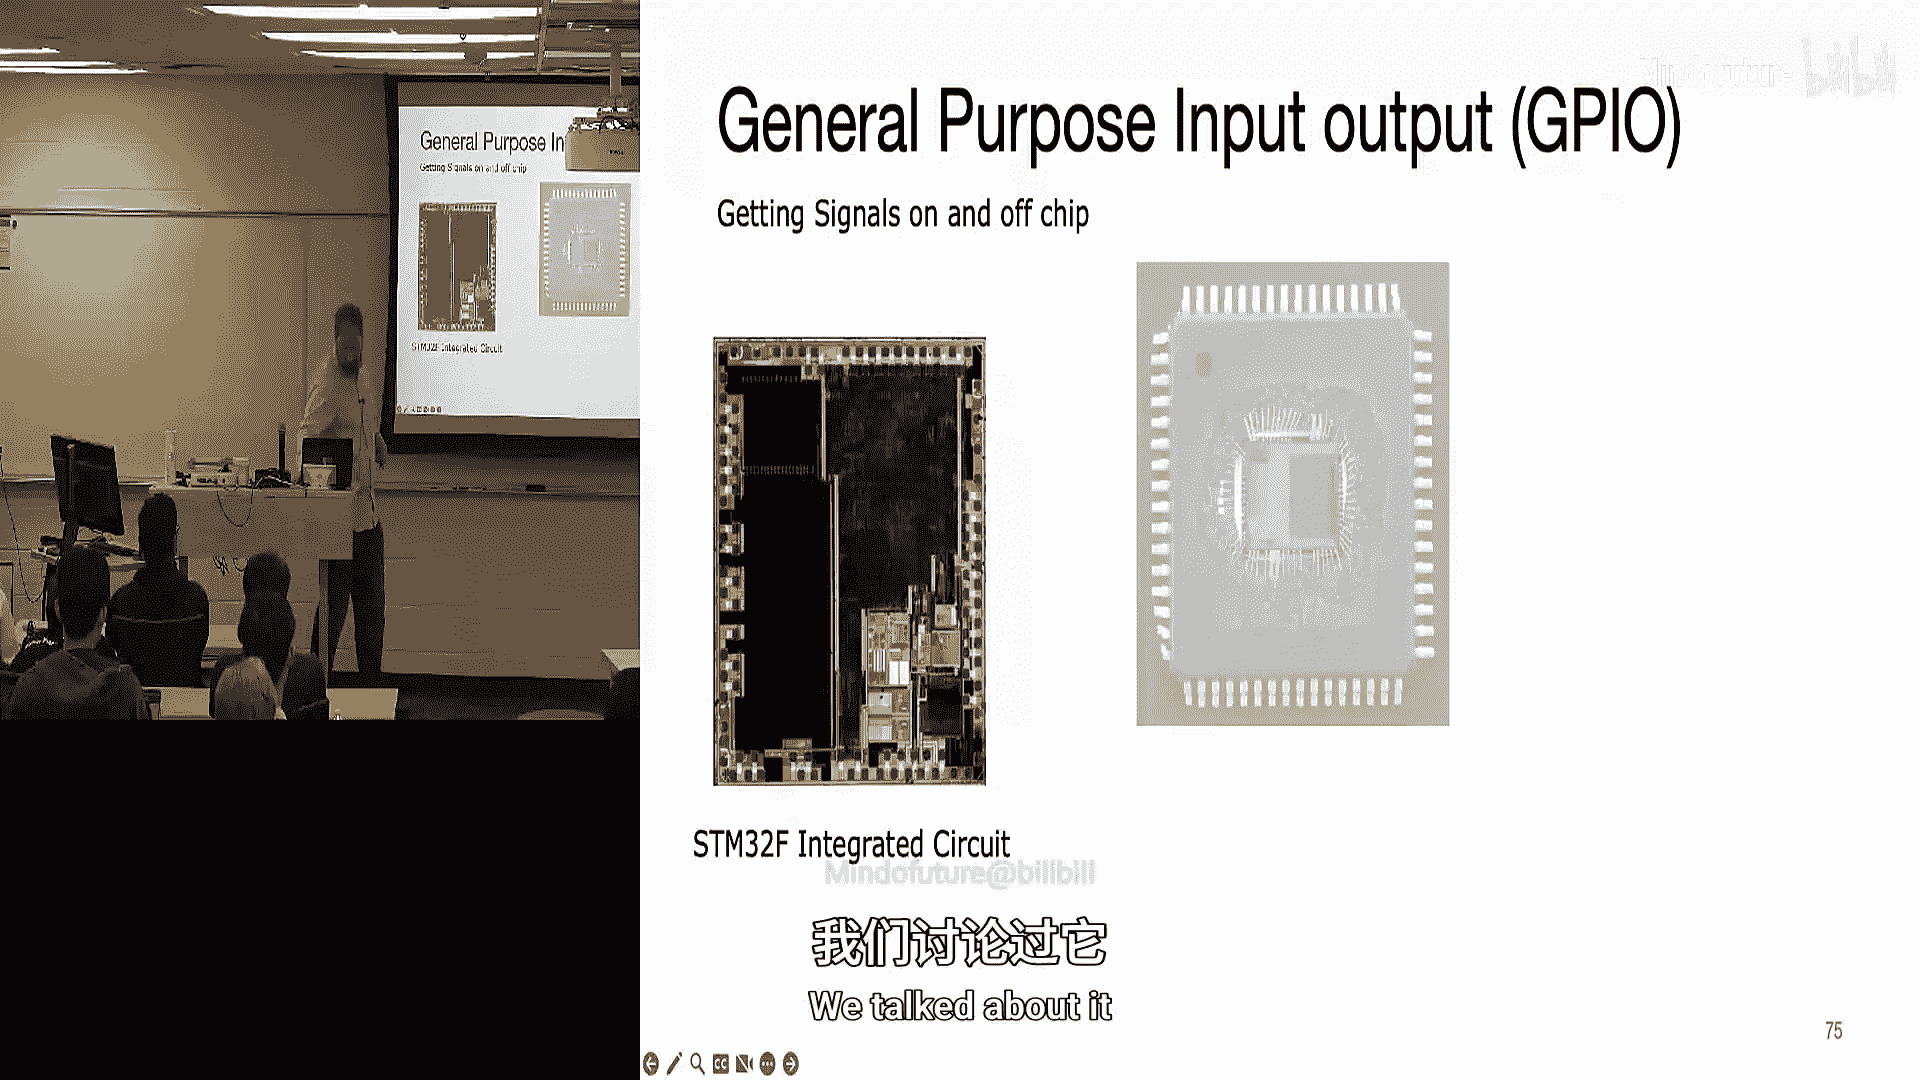 General Purpose Input output (GPIO)
Getting Signals on and off chip
STM32F Integrated Circuit
Mindofuture@bilibili
我们讨论过它
We talked about it
75
Mindofuture bilibili
General Purpose In
Getting Signals on and off chip
STM32F Integrated Circuit